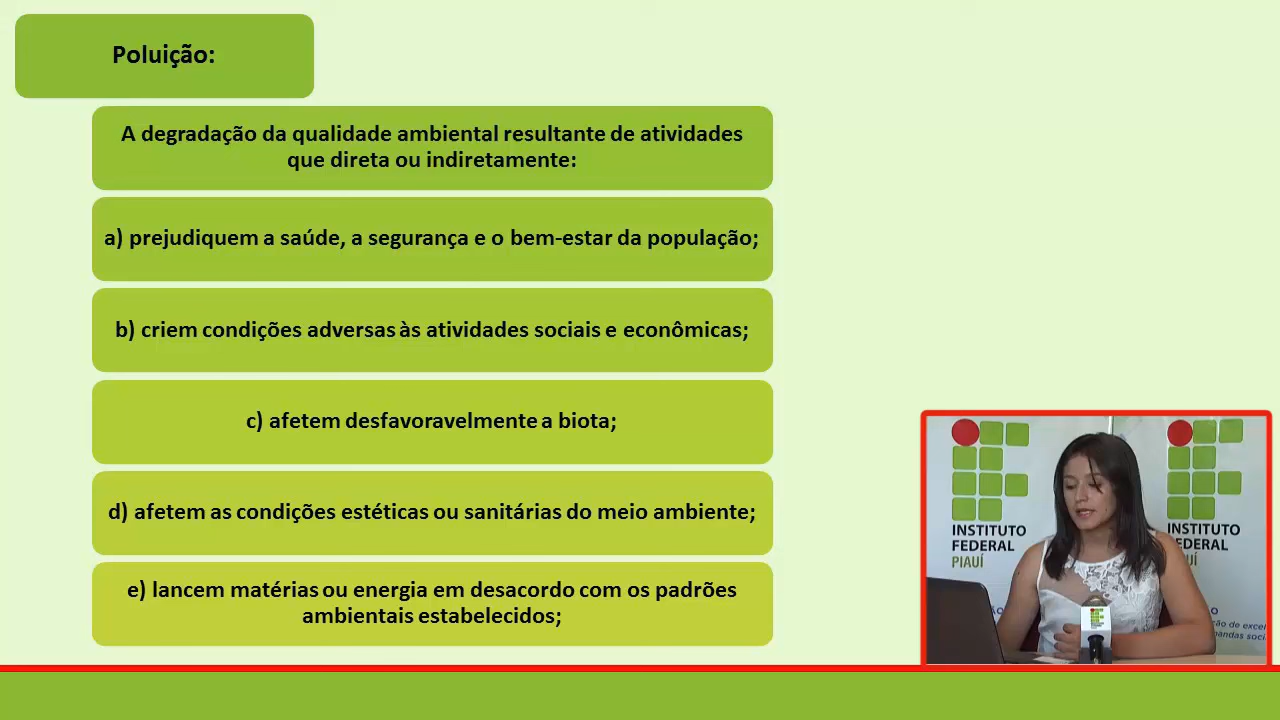 Poluição:
A degradação da qualidade ambiental resultante de atividades
que direta ou indiretamente:
a) prejudiquem a saúde, a segurança e o bem-estar da população;
b) criem condições adversas às atividades sociais e econômicas;
c) afetem desfavoravelmente a biota;
d) afetem as condições estéticas ou sanitárias do meio ambiente;
e) lancem matérias ou energia em desacordo com os padrões
ambientais estabelecidos;
INSTITUTO
FEDERAL
PIAUÍ
INSTITUTO